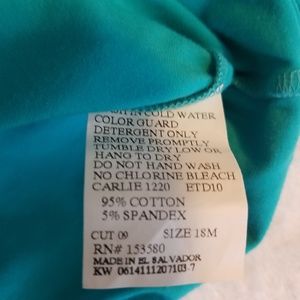 IN COLD WATER
COLOR GUARD
DETERGENT ONLY
REMOVE PROMPTLY
TUMBLE DRY LOW OR
HANG TO DRY
DO NOT HAND WASH
NO CHLORINE BLEACH
CARLIE 1220 ETD10
95% COTTON
5% SPANDEX
CUT 09 SIZE 18M
RN# 153580
MADE IN EL SALVADOR
KW 0614111207103-7